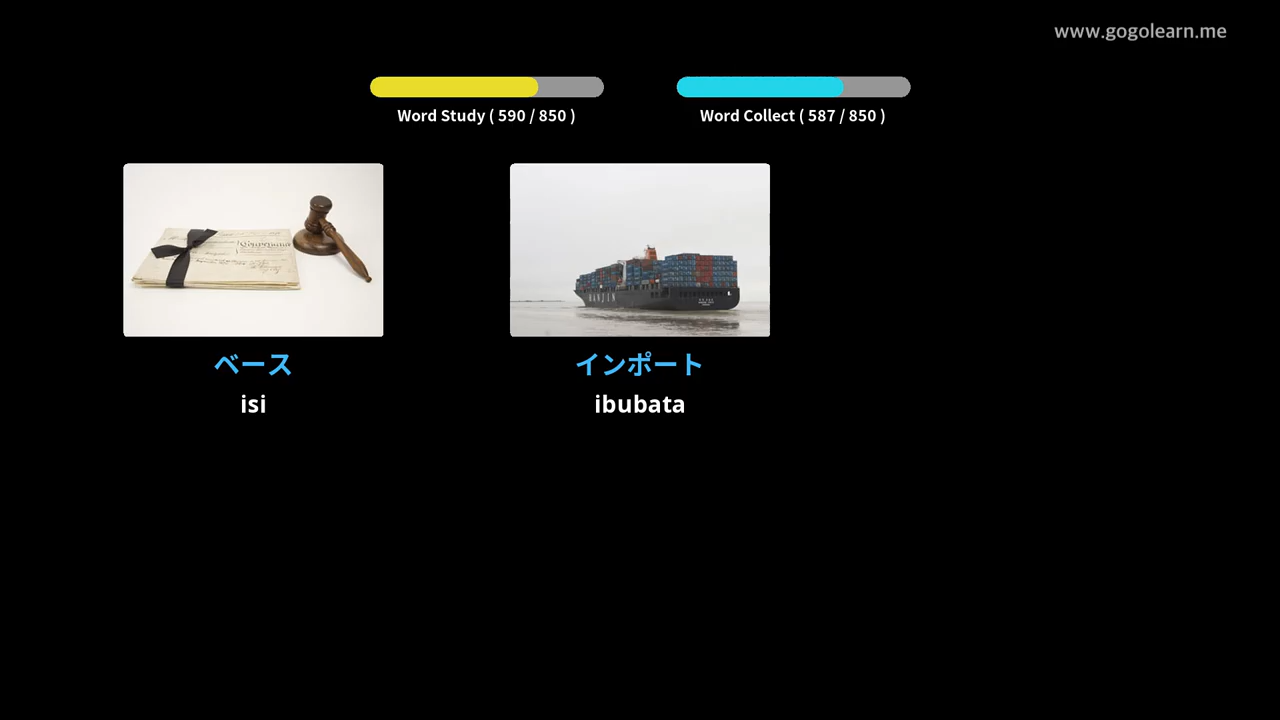 www.gogolearn.me
Word Study ( 590 / 850 )
Word Collect ( 587 / 850 )
HANJIN
ベース
インポート
isi
ibubata